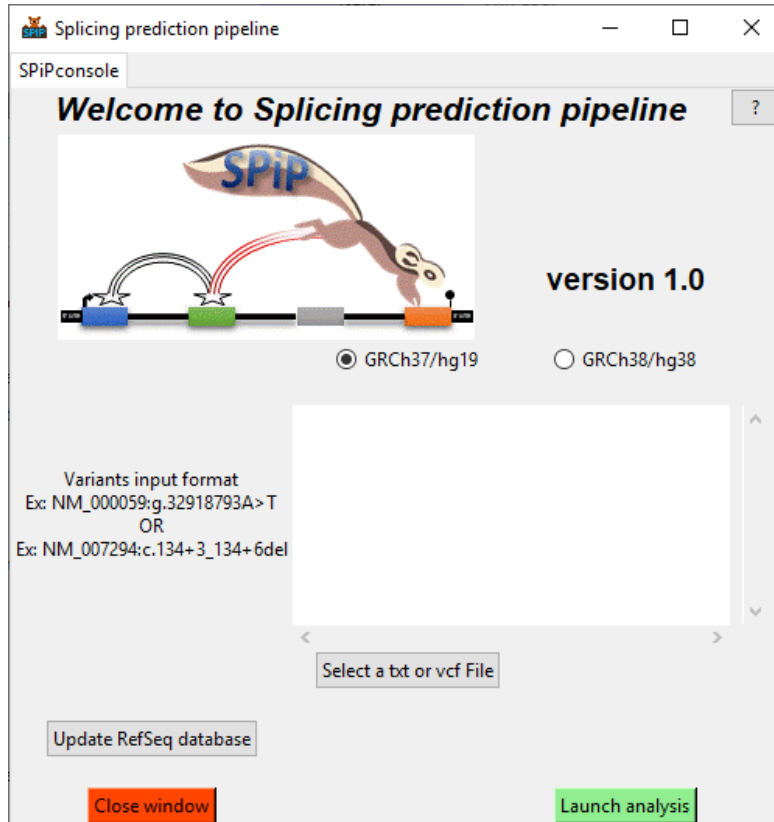 SPiP
Splicing prediction pipeline
SPiPconsole
Welcome to Splicing prediction pipeline
?
SPiP
version 1.0
GRCh37/hg19
GRCh38/hg38
Variants input format
Ex: NM_000059:g.32918793A>T
OR
Ex: NM_007294:c.134+3_134+6del
Select a txt or vcf File
Update RefSeq database
Close window
Launch analysis